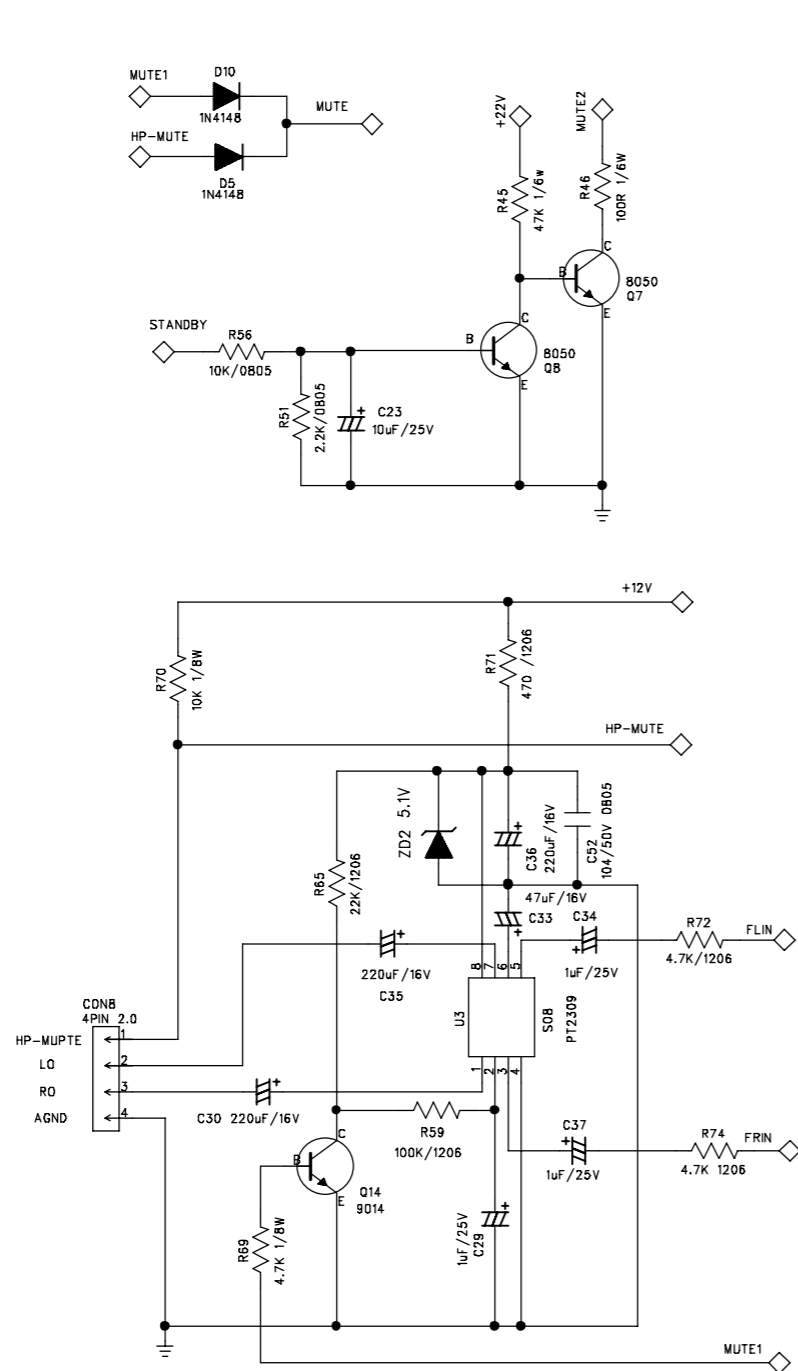 MUTE1
D10
1N4148
MUTE
HP-MUTE
D5
1N4148
+22V
MUTE2
R45
47K 1/6w
R46
100R 1/6W
C
B
8050
Q7
E
STANDBY
R56
10K/0805
B
C
8050
Q8
E
R51
2.2K/0805
+
C23
10uF/25V
+12V
R70
10K 1/8W
R71
470 /1206
HP-MUTE
ZD2 5.1V
+
C36
220uF/16V
C52
104/50V 0805
R65
22K/1206
47uF/16V
C33
+
C34
+
1uF/25V
R72
4.7K/1206
FLIN
+
220uF/16V
C35
8
7
6
5
U3
SO8
PT2309
1
2
3
4
CON8
4PIN 2.0
HP-MUPTE
1
LO
2
RO
3
AGND
4
+
C30 220uF/16V
R59
100K/1206
C37
+
1uF/25V
R74
4.7K 1206
FRIN
C
B
Q14
9014
E
R69
4.7K 1/8W
1uF/25V
C29
+
MUTE1